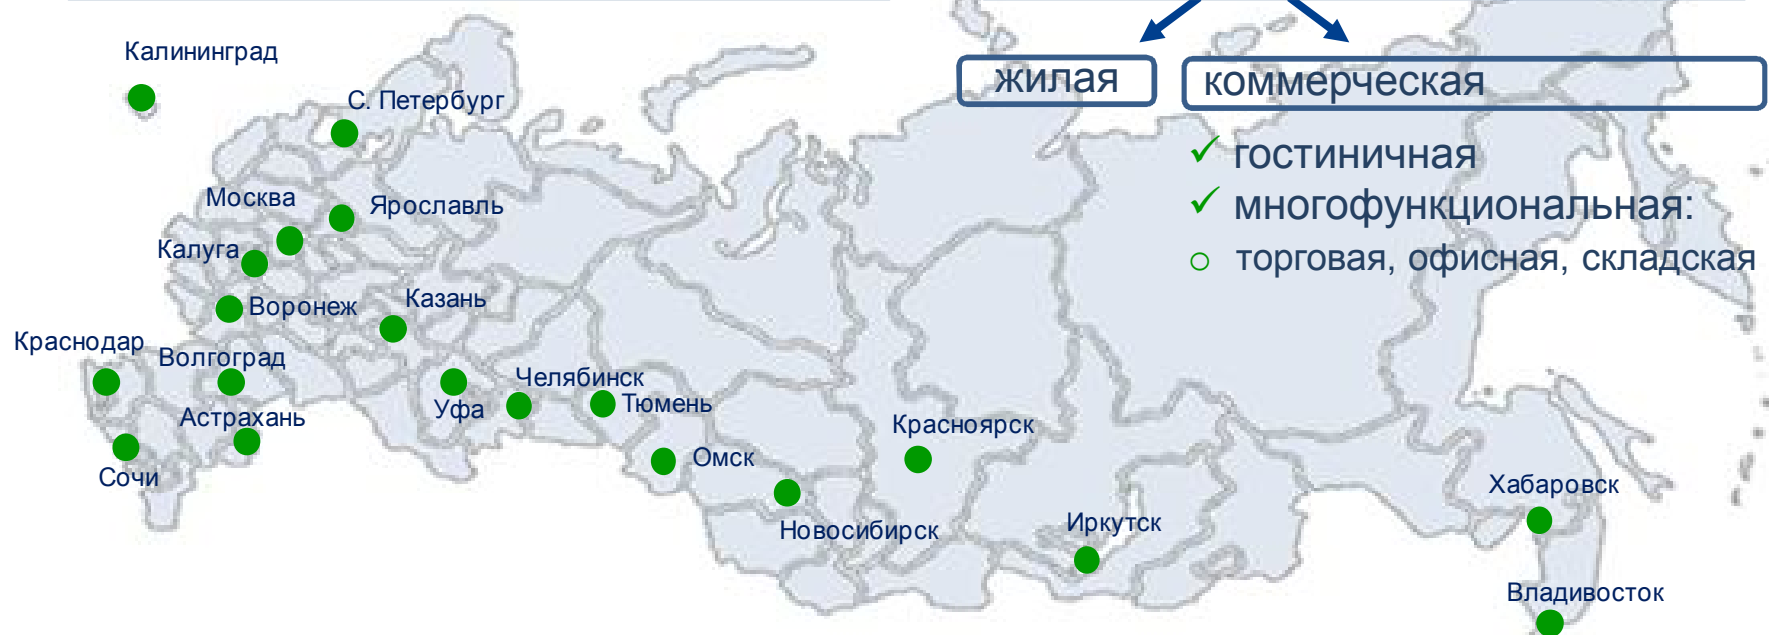 Калининград
жилая
коммерческая
С. Петербург
гостиничная
Москва
Ярославль
многофункциональная:
Калуга
торговая, офисная, складская
Воронеж
Казань
Краснодар
Волгоград
Челябинск
Уфа
Тюмень
Астрахань
Красноярск
Сочи
Омск
Хабаровск
Новосибирск
Иркутск
Владивосток